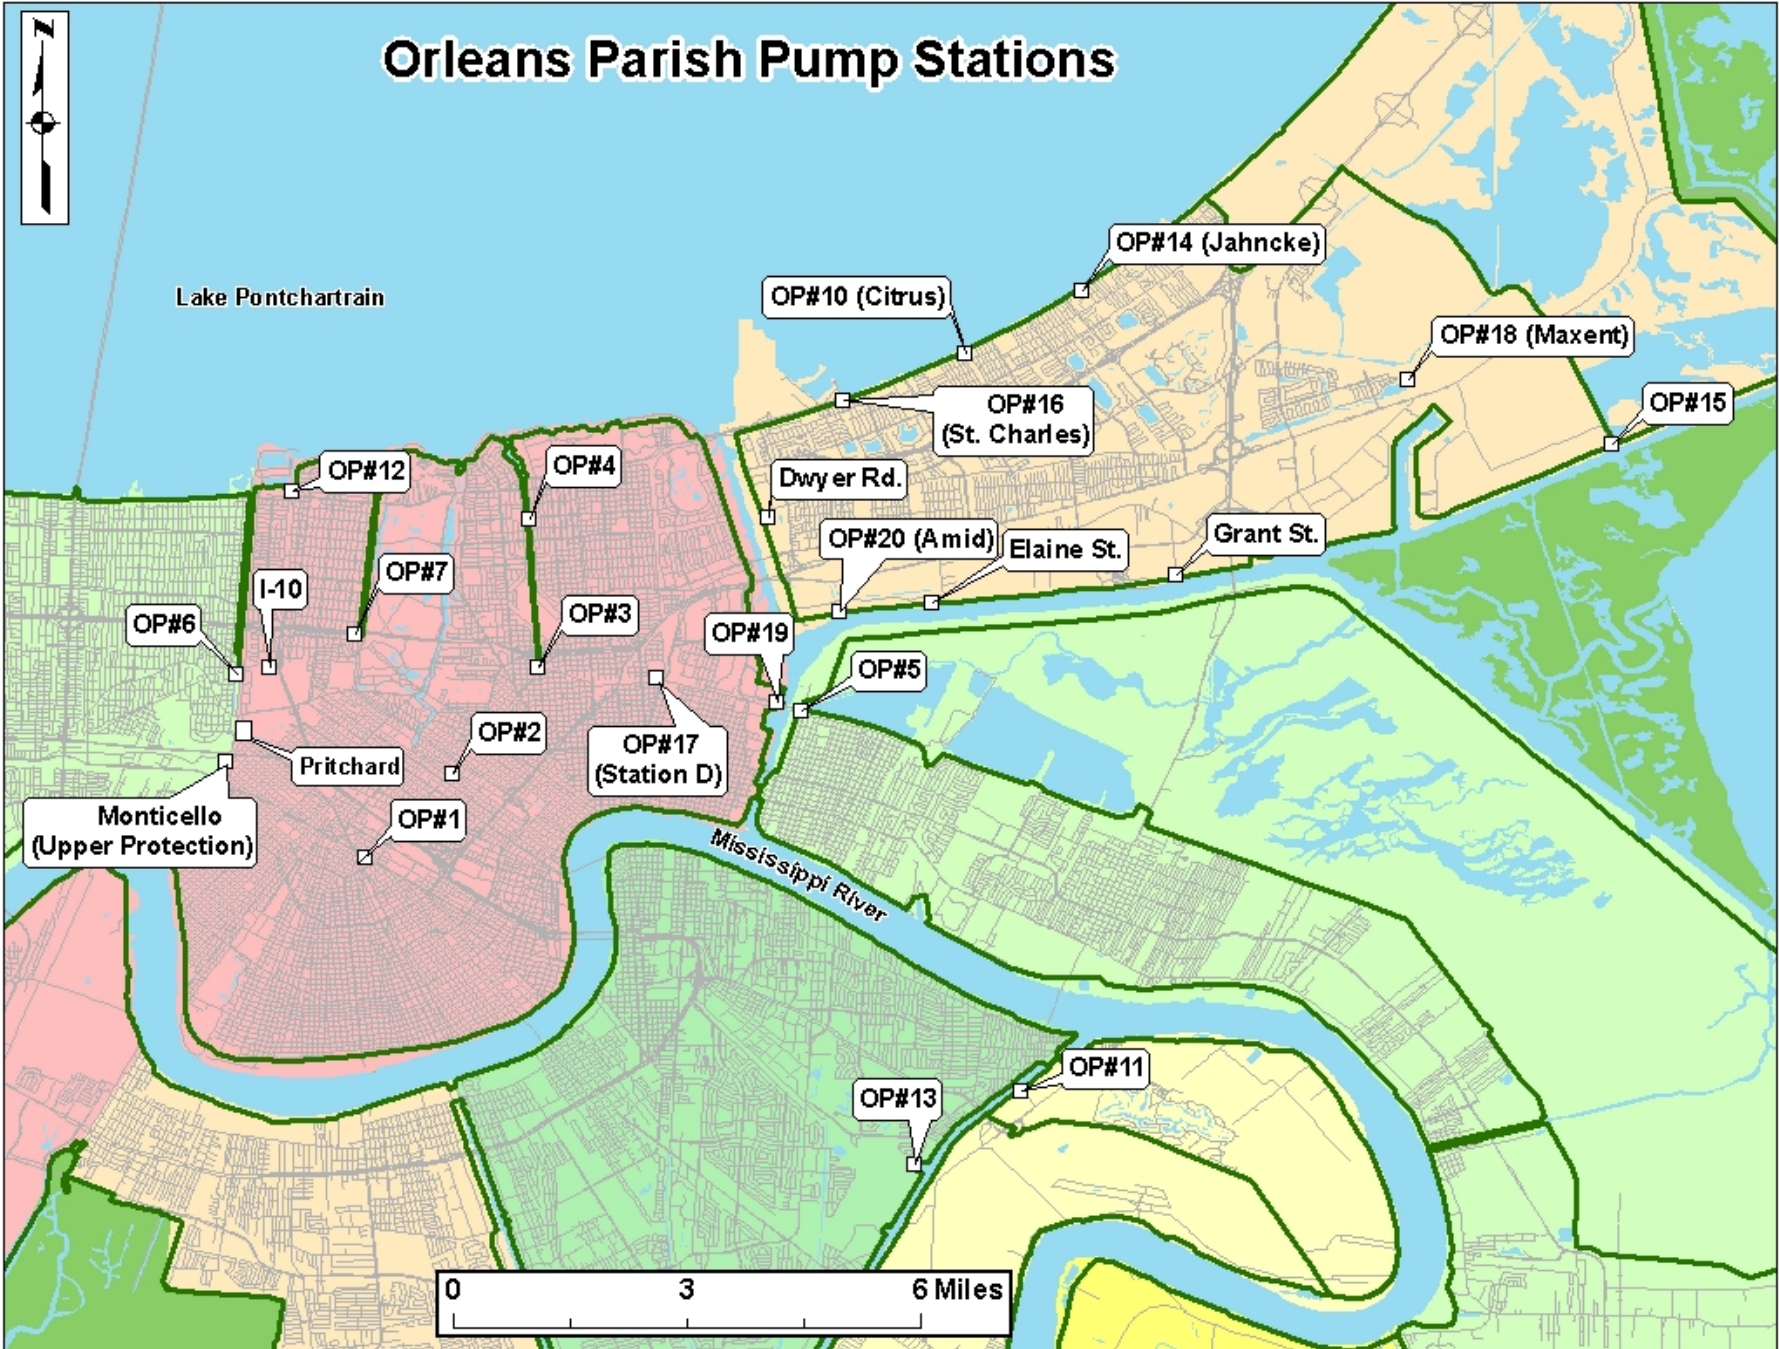 Orleans Parish Pump Stations
N
OP#14 (Jahncke)
OP#10 (Citrus)
Lake Pontchartrain
OP#18 (Maxent)
OP#16
(St. Charles)
OP#15
OP#12
OP#4
Dwyer Rd.
OP#20 (Amid)
Elaine St.
Grant St.
OP#7
I-10
OP#6
OP#3
OP#19
OP#5
OP#2
OP#17
(Station D)
Pritchard
Monticello
(Upper Protection)
OP#1
Mississippi River
OP#11
OP#13
0 3 6 Miles